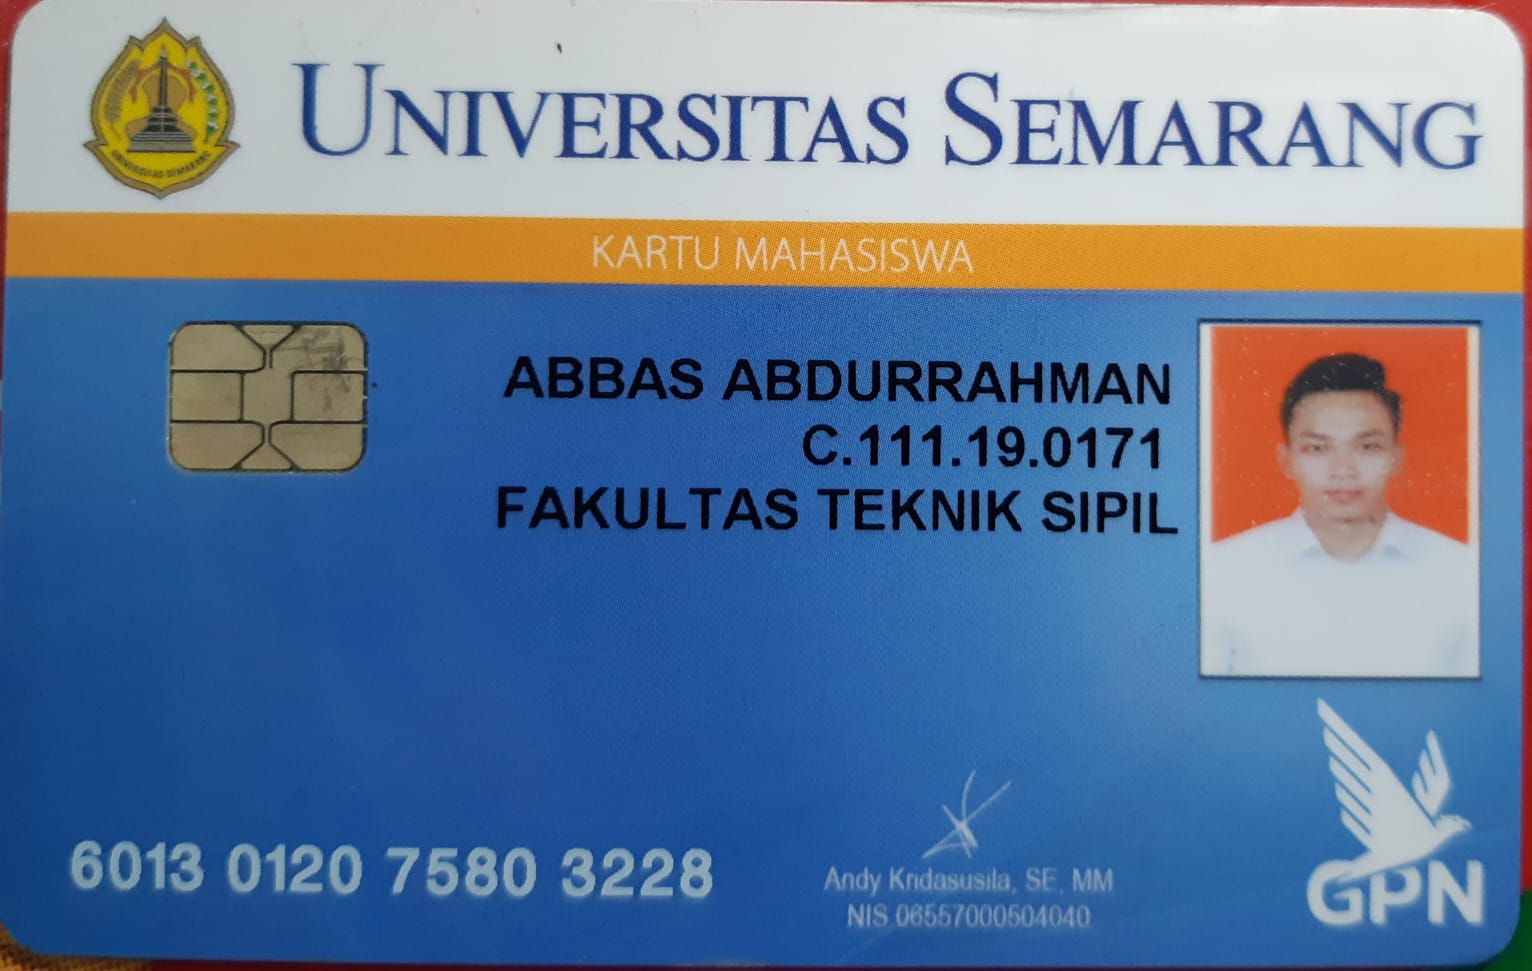 UNIVERSITAS SEMARANG
UNIVERSITAS SEMARANG
KARTU MAHASISWA
ABBAS ABDURRAHMAN
C.111.19.0171
FAKULTAS TEKNIK SIPIL
6013 0120 7580 3228
Andy Kridasusila, SE, MM
NIS 06557000504040
GPN